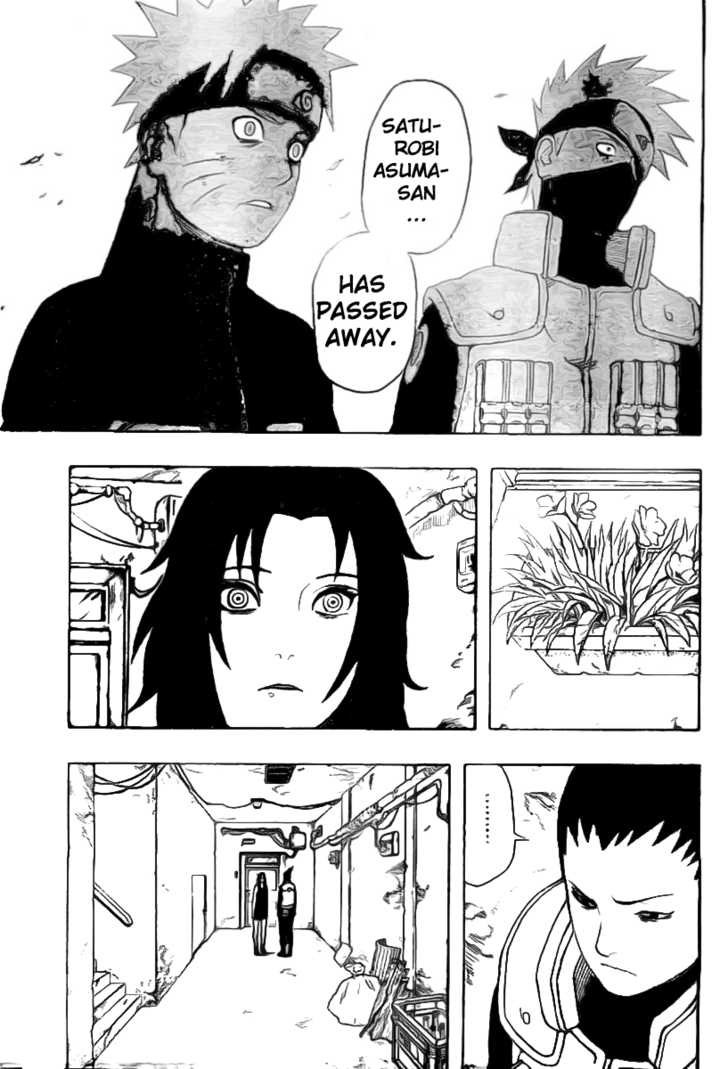 SATU-
ROBI
ASUMA-
SAN
...
HAS
PASSED
AWAY.
.........